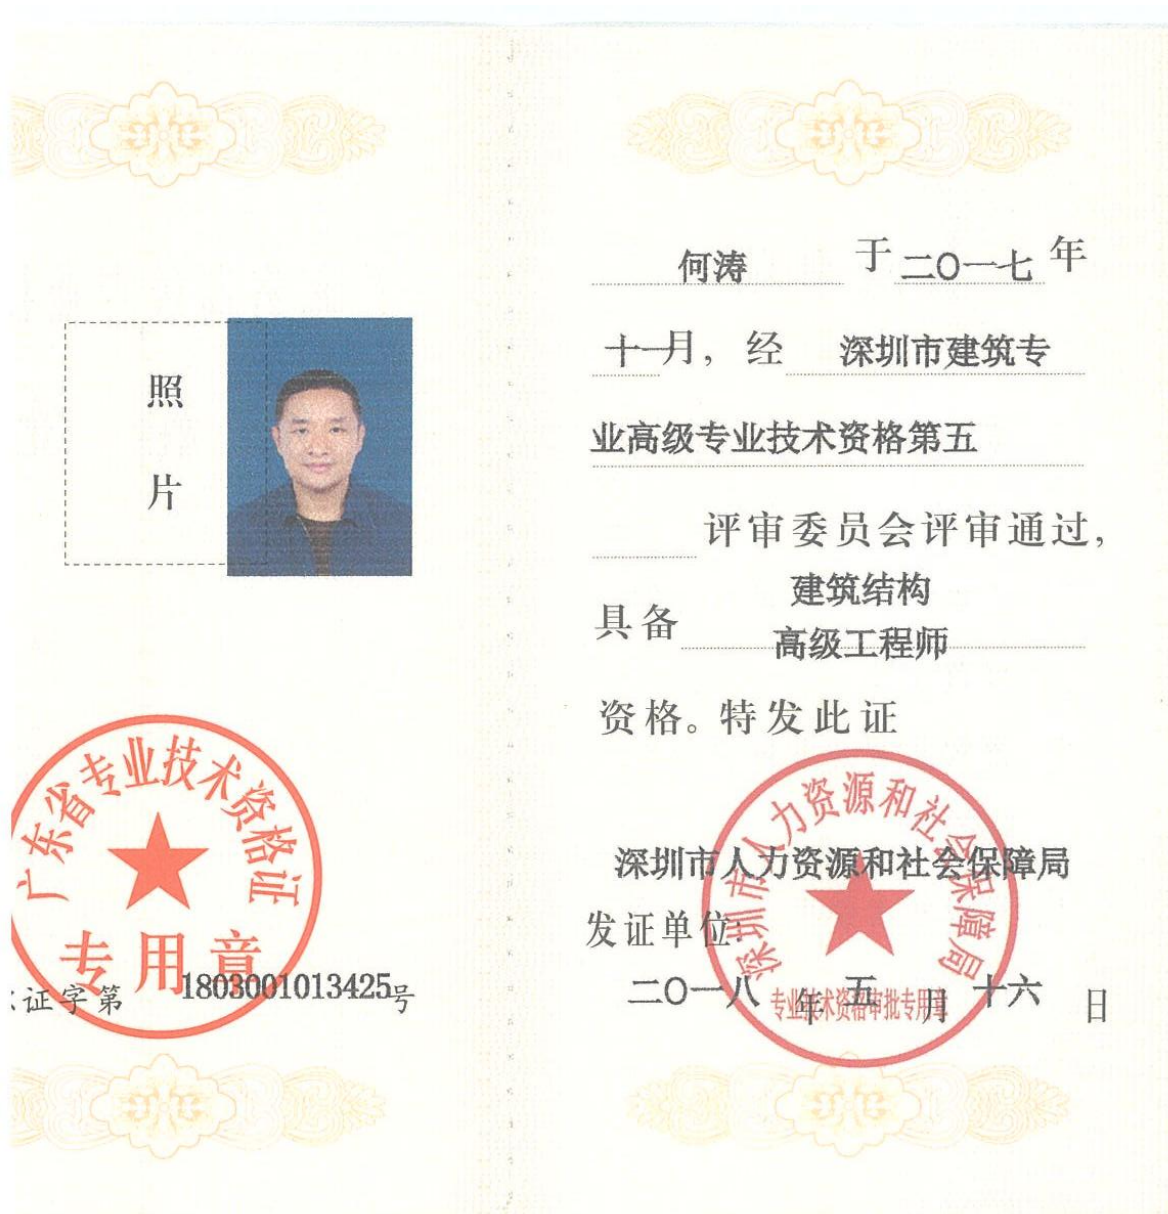 照
片
广东省专业技术资格证
专用章
证字第 1803001013425号
何涛 于二〇一七年
十一月，经 深圳市建筑专
业高级专业技术资格第五
评审委员会评审通过，
建筑结构
具备
高级工程师
资格。特发此证
深圳市人力资源和社会保障局
深圳市人力资源和社会保障局
发证单位:
二〇一八年五月十六日
专业技术资格审批专用章